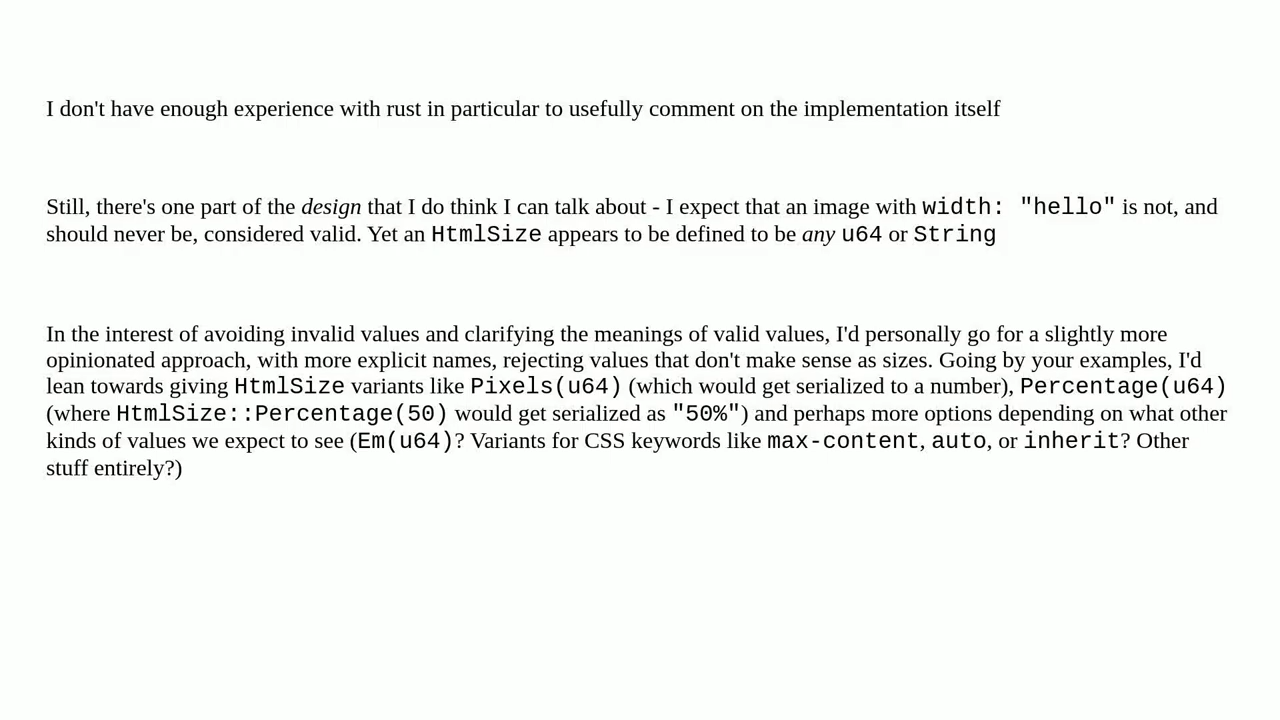 I don't have enough experience with rust in particular to usefully comment on the implementation itself
Still, there's one part of the design that I do think I can talk about - I expect that an image with width: "hello" is not, and
should never be, considered valid. Yet an HtmlSize appears to be defined to be any u64 or String
In the interest of avoiding invalid values and clarifying the meanings of valid values, I'd personally go for a slightly more
opinionated approach, with more explicit names, rejecting values that don't make sense as sizes. Going by your examples, I'd
lean towards giving HtmlSize variants like Pixels(u64) (which would get serialized to a number), Percentage(u64)
(where HtmlSize::Percentage(50) would get serialized as "50%") and perhaps more options depending on what other
kinds of values we expect to see (Em(u64)? Variants for CSS keywords like max-content, auto, or inherit? Other
stuff entirely?)